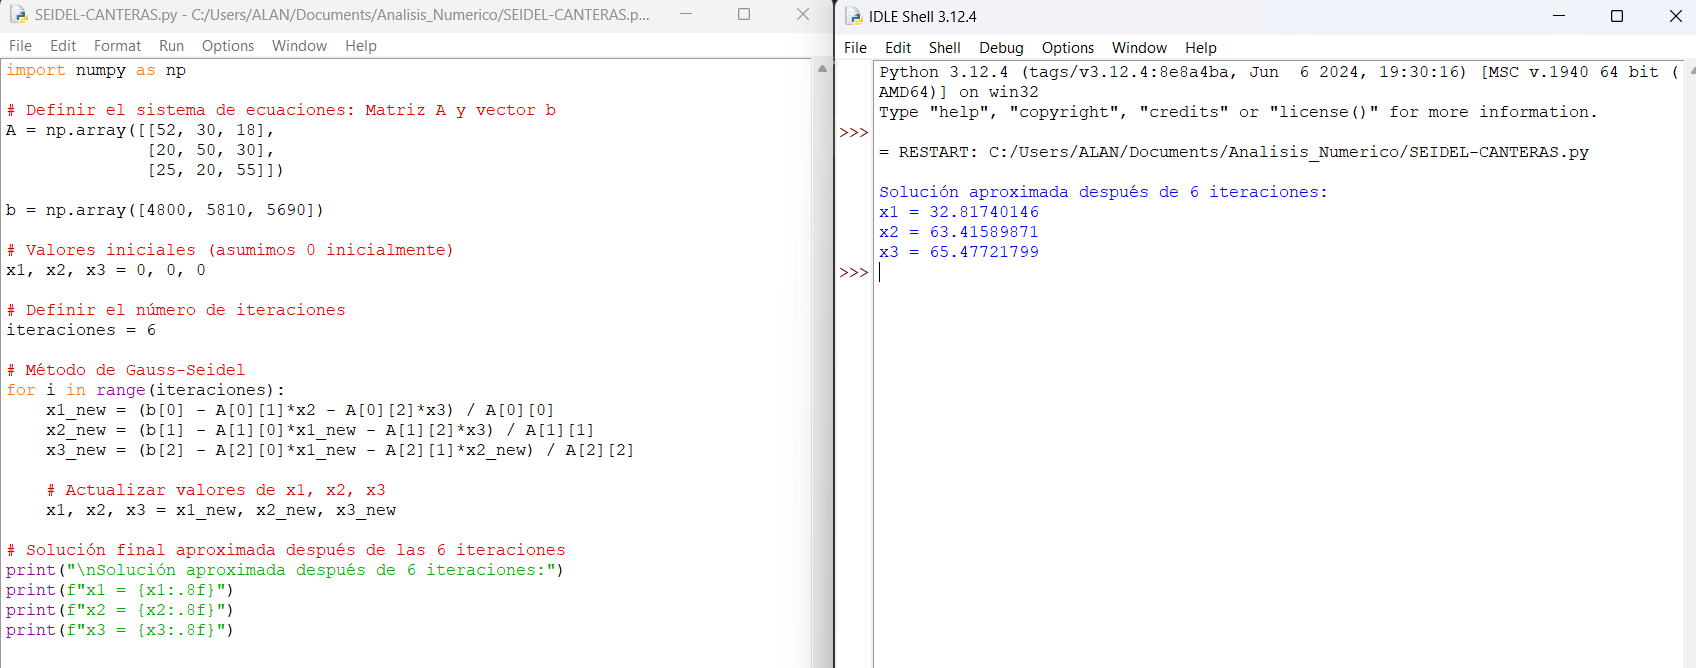 SEIDEL-CANTERAS.py - C:/Users/ALAN/Documents/Analisis_Numerico/SEIDEL-CANTERAS.p...
File Edit Format Run Options Window Help
import numpy as np
# Definir el sistema de ecuaciones: Matriz A y vector b
A = np.array([[52, 30, 18],
              [20, 50, 30],
              [25, 20, 55]])
b = np.array([4800, 5810, 5690])
# Valores iniciales (asumimos 0 inicialmente)
x1, x2, x3 = 0, 0, 0
# Definir el número de iteraciones
iteraciones = 6
# Método de Gauss-Seidel
for i in range(iteraciones):
    x1_new = (b[0] - A[0][1]*x2 - A[0][2]*x3) / A[0][0]
    x2_new = (b[1] - A[1][0]*x1_new - A[1][2]*x3) / A[1][1]
    x3_new = (b[2] - A[2][0]*x1_new - A[2][1]*x2_new) / A[2][2]
    # Actualizar valores de x1, x2, x3
    x1, x2, x3 = x1_new, x2_new, x3_new
# Solución final aproximada después de las 6 iteraciones
print("\nSolución aproximada después de 6 iteraciones:")
print(f"x1 = {x1:.8f}")
print(f"x2 = {x2:.8f}")
print(f"x3 = {x3:.8f}")
IDLE Shell 3.12.4
File Edit Shell Debug Options Window Help
Python 3.12.4 (tags/v3.12.4:8e8a4ba, Jun  6 2024, 19:30:16) [MSC v.1940 64 bit (
AMD64)] on win32
Type "help", "copyright", "credits" or "license()" for more information.
>>>
= RESTART: C:/Users/ALAN/Documents/Analisis_Numerico/SEIDEL-CANTERAS.py
Solución aproximada después de 6 iteraciones:
x1 = 32.81740146
x2 = 63.41589871
x3 = 65.47721799
>>>